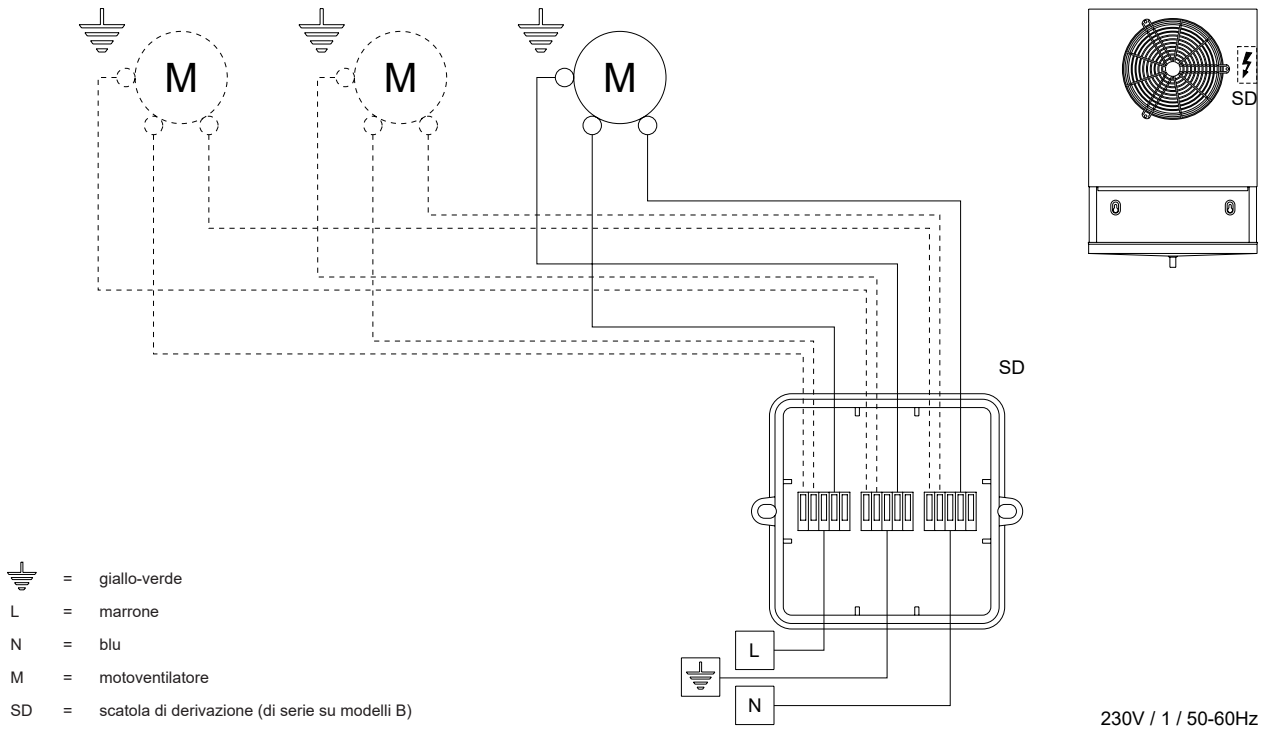 M
M
M
SD
SD
= giallo-verde
L = marrone
N = blu
M = motoventilatore
SD = scatola di derivazione (di serie su modelli B)
L
N
230V / 1 / 50-60Hz